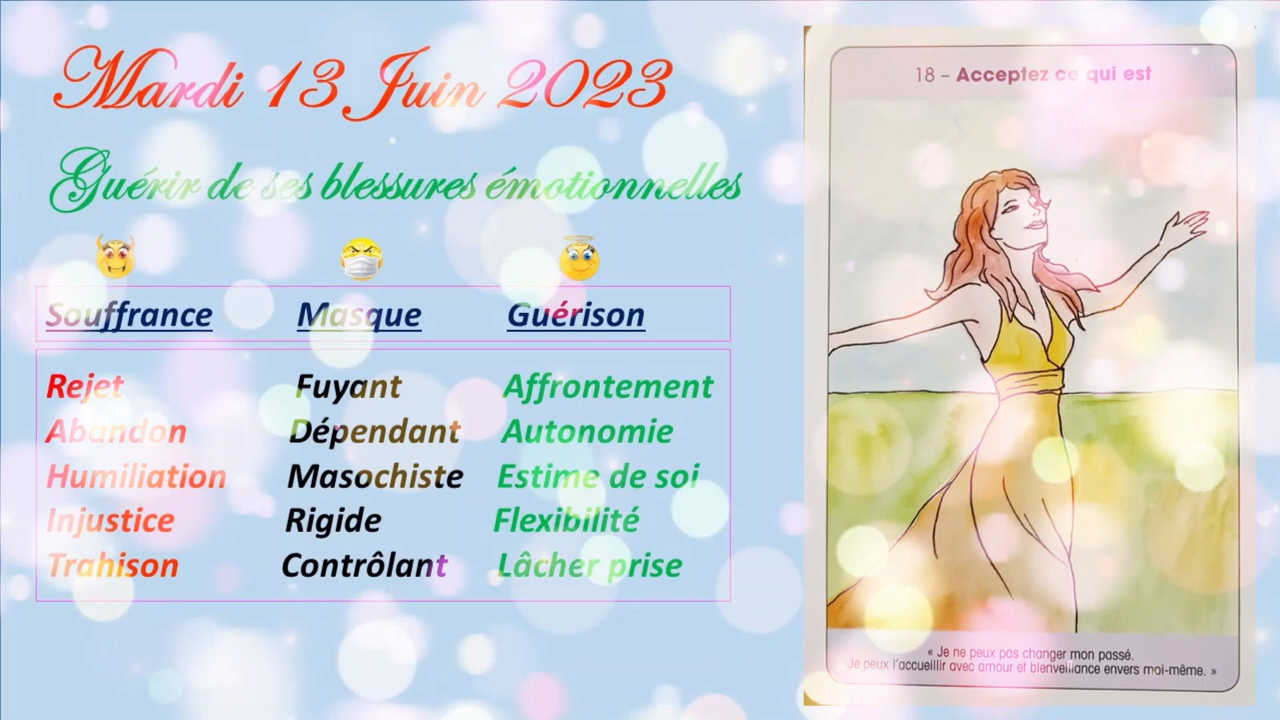 Mardi 13 Juin 2023
Guérir de ses blessures émotionnelles
Souffrance Masque Guérison
Rejet Fuyant Affrontement
Abandon Dépendant Autonomie
Humiliation Masochiste Estime de soi
Injustice Rigide Flexibilité
Trahison Contrôlant Lâcher prise
18 – Acceptez ce qui est
« Je ne peux pas changer mon passé.
Je peux l'accueillir avec amour et bienveillance envers moi-même. »